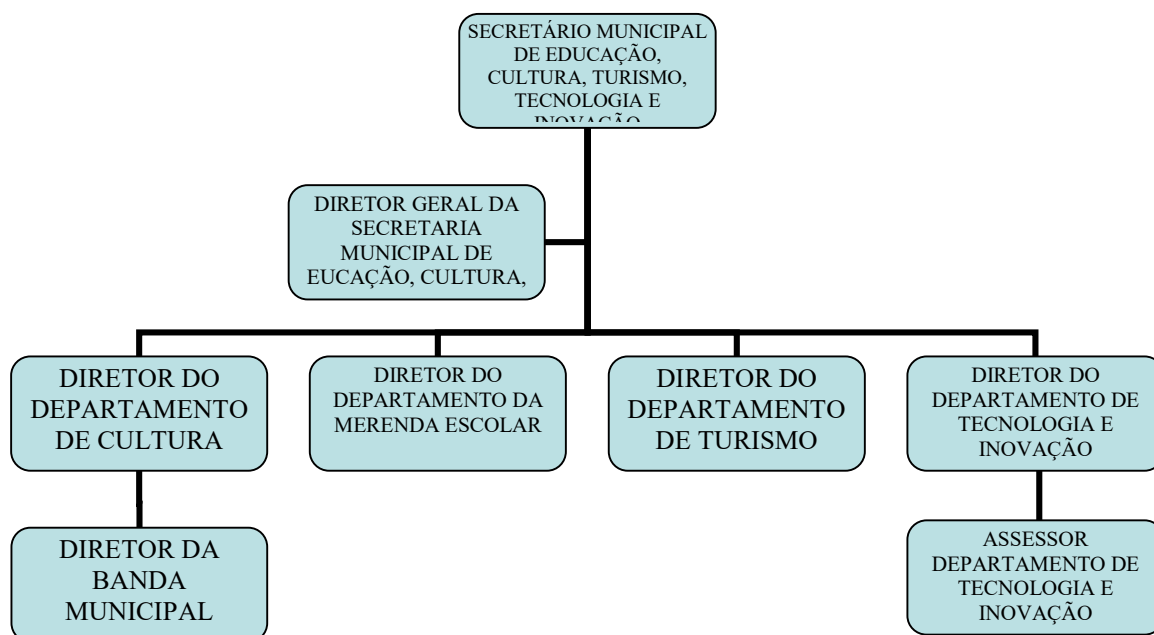 SECRETÁRIO MUNICIPAL
DE EDUCAÇÃO,
CULTURA, TURISMO,
TECNOLOGIA E
INOVAÇÃO
DIRETOR GERAL DA
SECRETARIA
MUNICIPAL DE
EUCAÇÃO, CULTURA,
DIRETOR DO
DEPARTAMENTO
DE CULTURA
DIRETOR DO
DEPARTAMENTO DA
MERENDA ESCOLAR
DIRETOR DO
DEPARTAMENTO
DE TURISMO
DIRETOR DO
DEPARTAMENTO DE
TECNOLOGIA E
INOVAÇÃO
DIRETOR DA
BANDA
MUNICIPAL
ASSESSOR
DEPARTAMENTO DE
TECNOLOGIA E
INOVAÇÃO